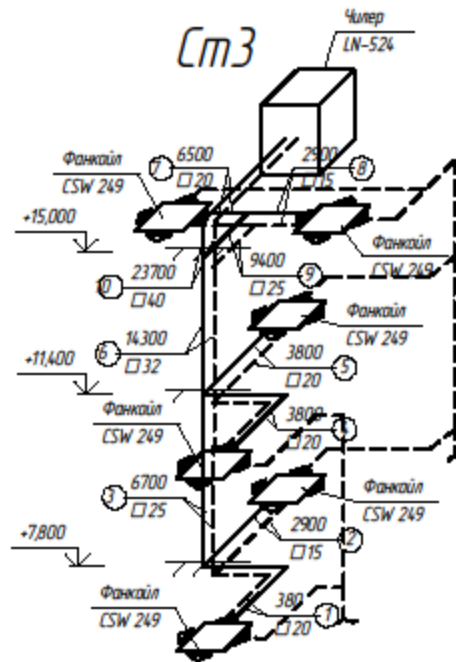 Чилер
LN-524
Ст3
Фанкойл
CSW 249
7
6500
□20
2900
□15
8
+15,000
Фанкойл
CSW 249
10
23700
□40
9400
□25
9
6
14300
□32
Фанкойл
CSW 249
3800
□20
5
+11,400
Фанкойл
CSW 249
3800
□20
4
3
6700
□25
Фанкойл
CSW 249
2900
□15
2
+7,800
Фанкойл
CSW 249
380
□20
1